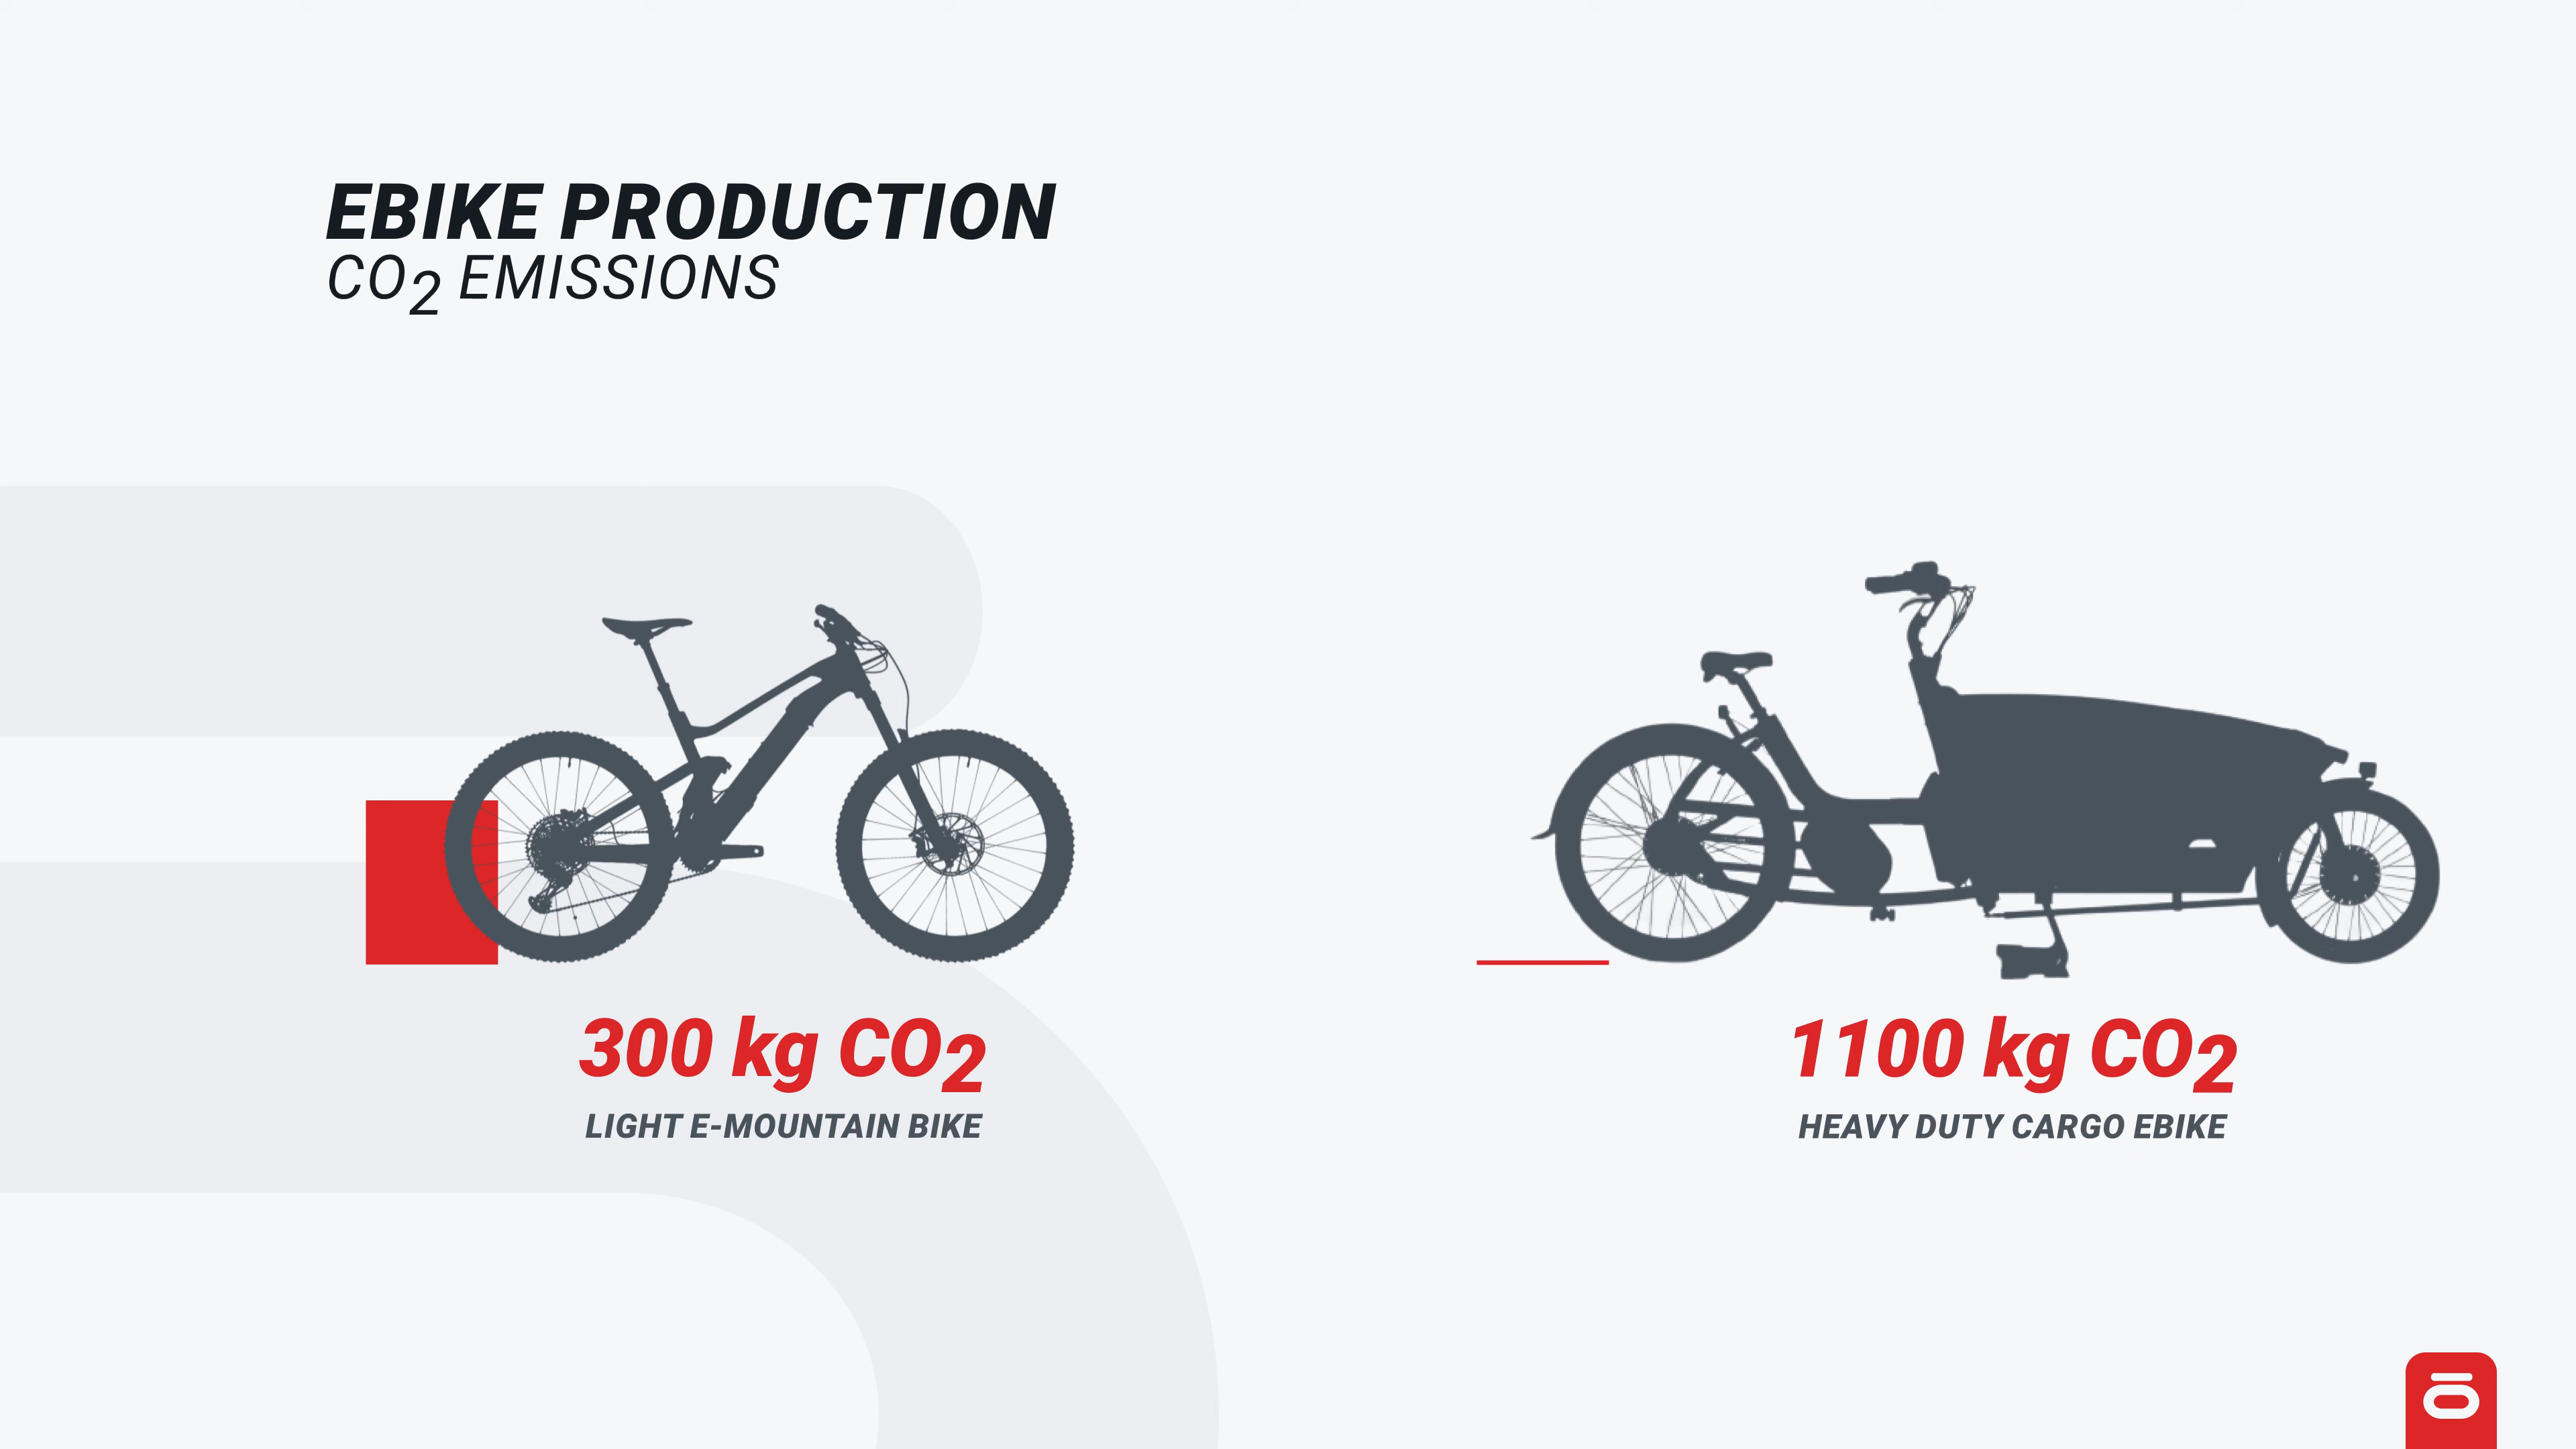 EBIKE PRODUCTION
CO2 EMISSIONS
300 kg CO2
LIGHT E-MOUNTAIN BIKE
1100 kg CO2
HEAVY DUTY CARGO EBIKE